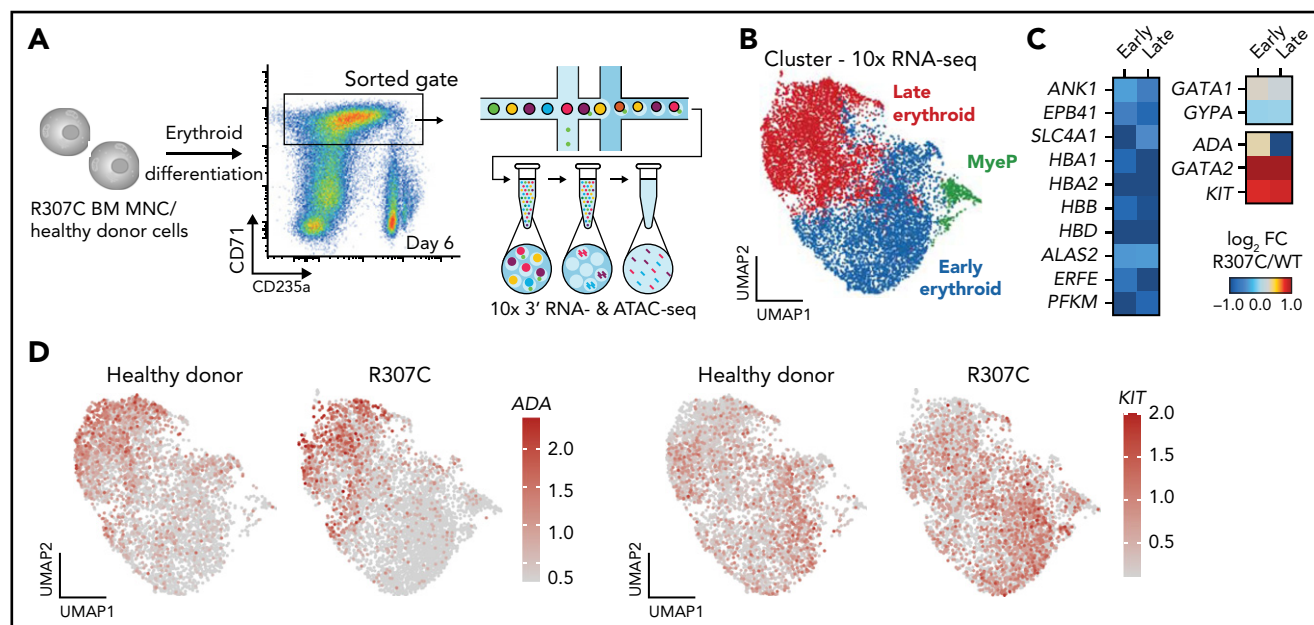 A
Sorted gate
Erythroid
differentiation
R307C BM MNC/
healthy donor cells
CD71
Day 6
CD235a
10x 3′ RNA- & ATAC-seq
B
Cluster - 10x RNA-seq
Late
erythroid
MyeP
Early
erythroid
UMAP2
UMAP1
C
Early
Late
ANK1
EPB41
SLC4A1
HBA1
HBA2
HBB
HBD
ALAS2
ERFE
PFKM
Early
Late
GATA1
GYPA
ADA
GATA2
KIT
log₂ FC
R307C/WT
–1.0 0.0 1.0
D
Healthy donor
R307C
ADA
2.0
1.5
1.0
0.5
UMAP2
UMAP1
Healthy donor
R307C
KIT
2.0
1.5
1.0
0.5
UMAP2
UMAP1